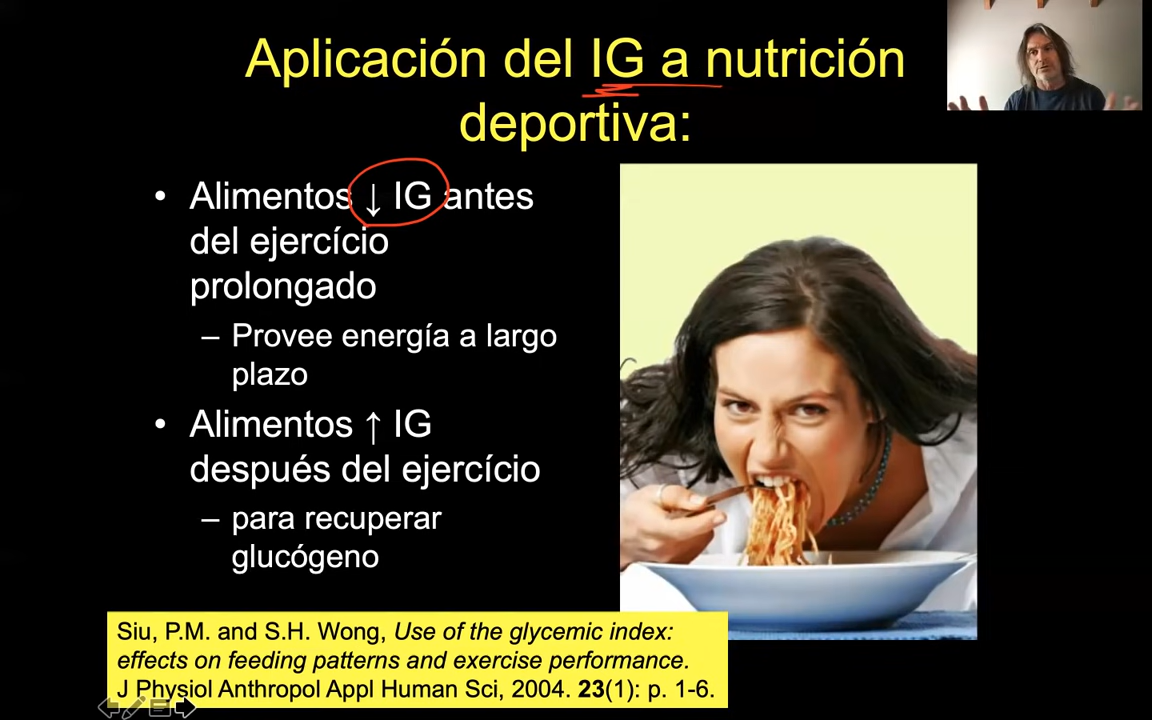 Aplicación del IG a nutrición
deportiva:
• Alimentos ↓ IG antes
del ejercício
prolongado
– Provee energía a largo
plazo
• Alimentos ↑ IG
después del ejercício
– para recuperar
glucógeno
Siu, P.M. and S.H. Wong, Use of the glycemic index:
effects on feeding patterns and exercise performance.
J Physiol Anthropol Appl Human Sci, 2004. 23(1): p. 1-6.